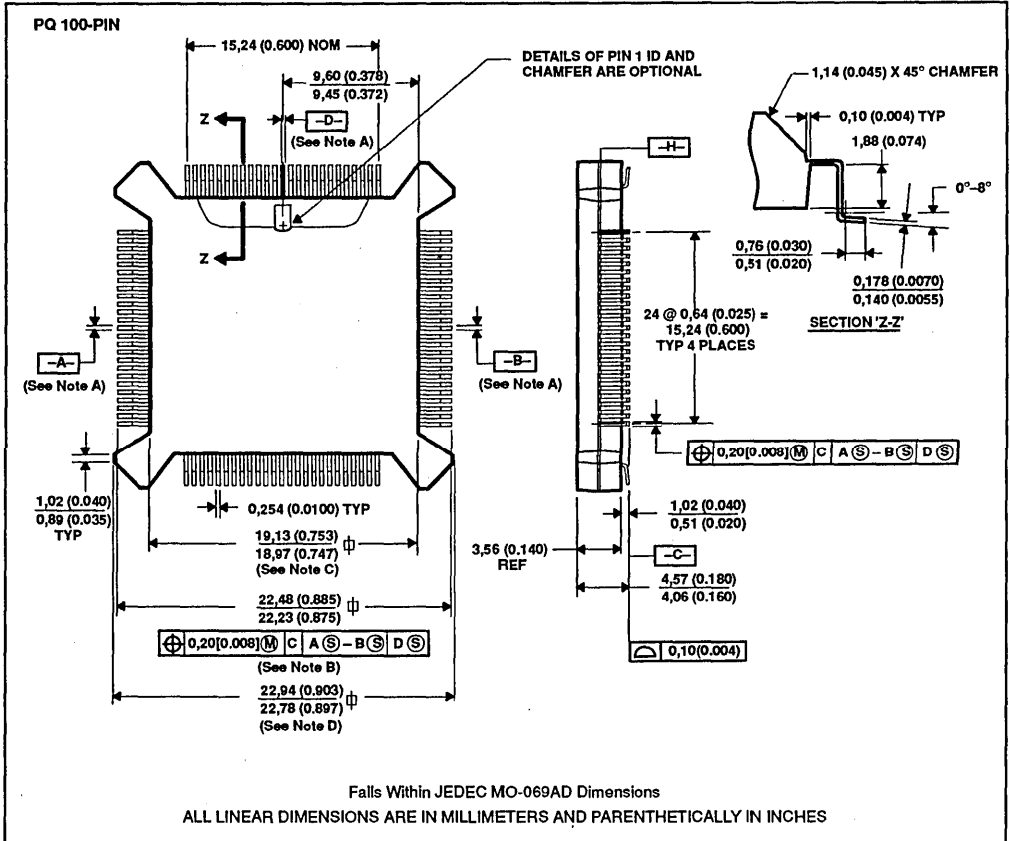 PQ 100-PIN
15,24 (0.600) NOM
9,60 (0.378)
9,45 (0.372)
DETAILS OF PIN 1 ID AND
CHAMFER ARE OPTIONAL
1,14 (0.045) X 45° CHAMFER
0,10 (0.004) TYP
1,88 (0.074)
0°–8°
Z
–D–
(See Note A)
–H–
Z
0,76 (0.030)
0,51 (0.020)
0,178 (0.0070)
0,140 (0.0055)
SECTION 'Z-Z'
24 @ 0,64 (0.025) =
15,24 (0.600)
TYP 4 PLACES
–A–
(See Note A)
–B–
(See Note A)
⌖ 0,20[0.008]Ⓜ C AⓈ–BⓈ DⓈ
1,02 (0.040)
0,89 (0.035)
TYP
0,254 (0.0100) TYP
1,02 (0.040)
0,51 (0.020)
19,13 (0.753)
18,97 (0.747)
(See Note C)
3,56 (0.140)
REF
–C–
4,57 (0.180)
4,06 (0.160)
22,48 (0.885)
22,23 (0.875)
⌖ 0,20[0.008]Ⓜ C AⓈ–BⓈ DⓈ
(See Note B)
⌓ 0,10(0.004)
22,94 (0.903)
22,78 (0.897)
(See Note D)
Falls Within JEDEC MO-069AD Dimensions
ALL LINEAR DIMENSIONS ARE IN MILLIMETERS AND PARENTHETICALLY IN INCHES